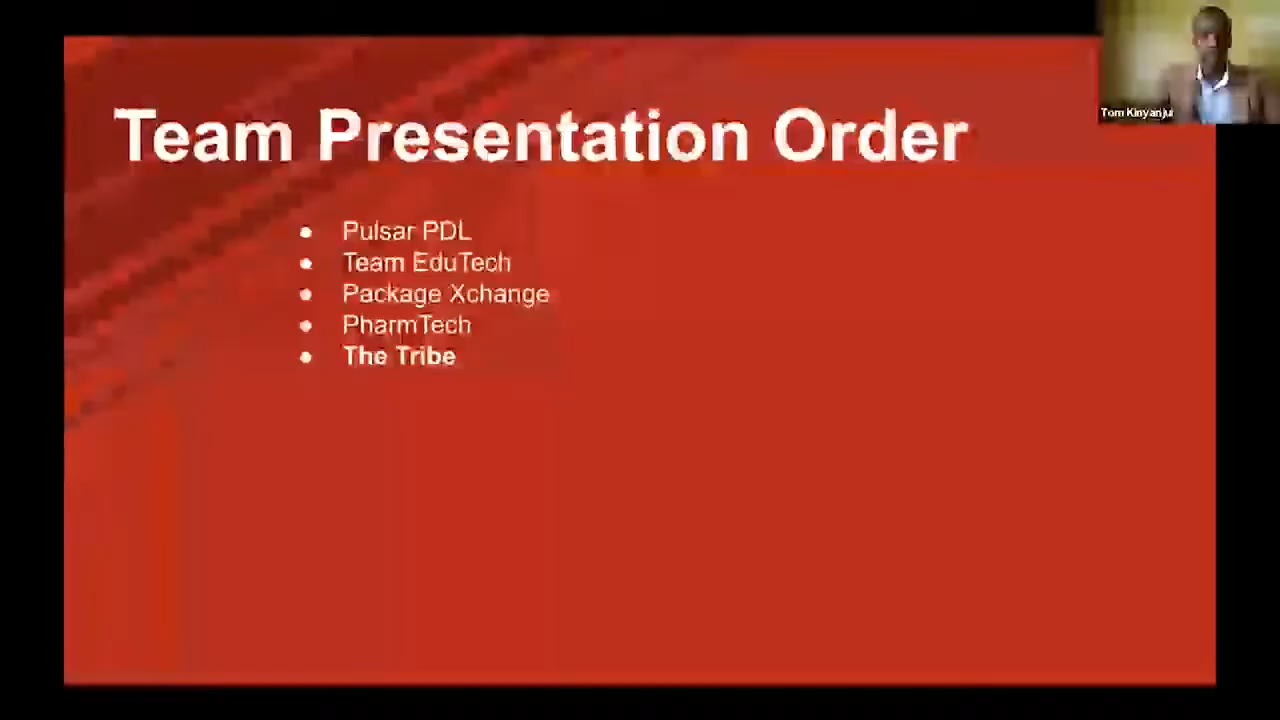 Team Presentation Order
Tom Kinyanjui
Pulsar PDL
Team EduTech
Package Xchange
PharmTech
The Tribe